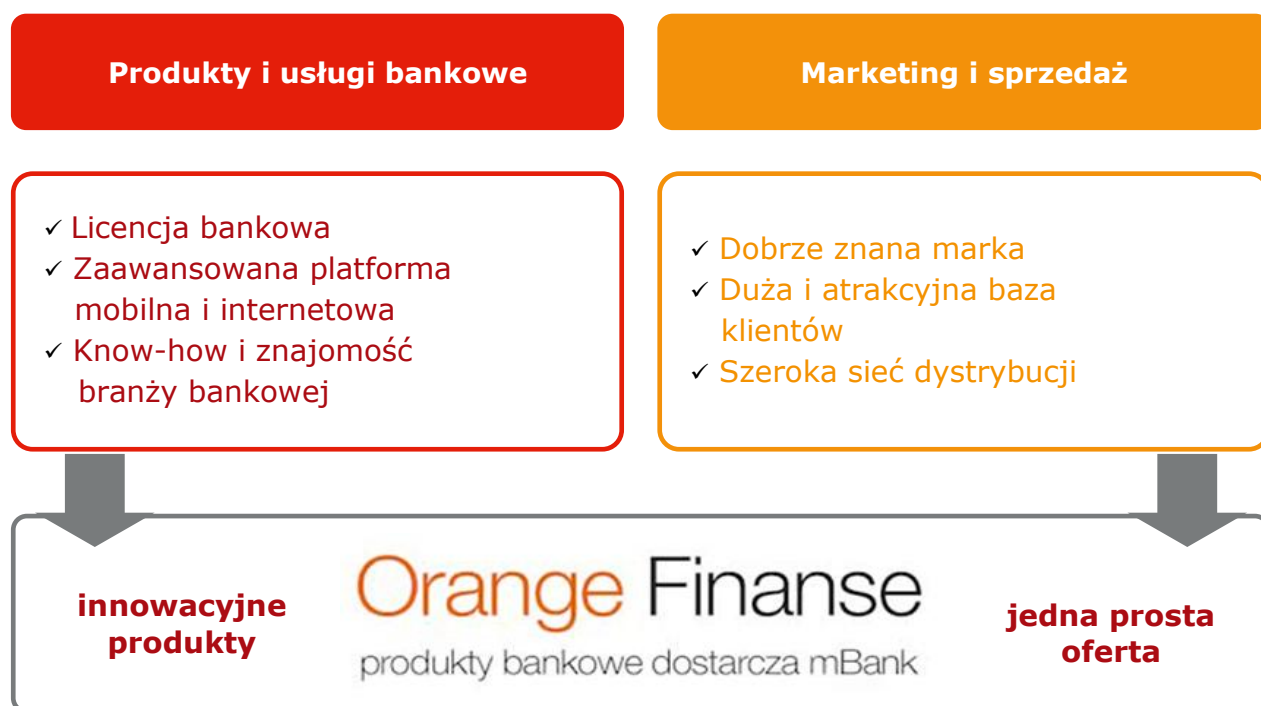 Produkty i usługi bankowe
Marketing i sprzedaż
✓ Licencja bankowa
✓ Zaawansowana platforma
mobilna i internetowa
✓ Know-how i znajomość
branży bankowej
✓ Dobrze znana marka
✓ Duża i atrakcyjna baza
klientów
✓ Szeroka sieć dystrybucji
innowacyjne
produkty
Orange Finanse
produkty bankowe dostarcza mBank
jedna prosta
oferta